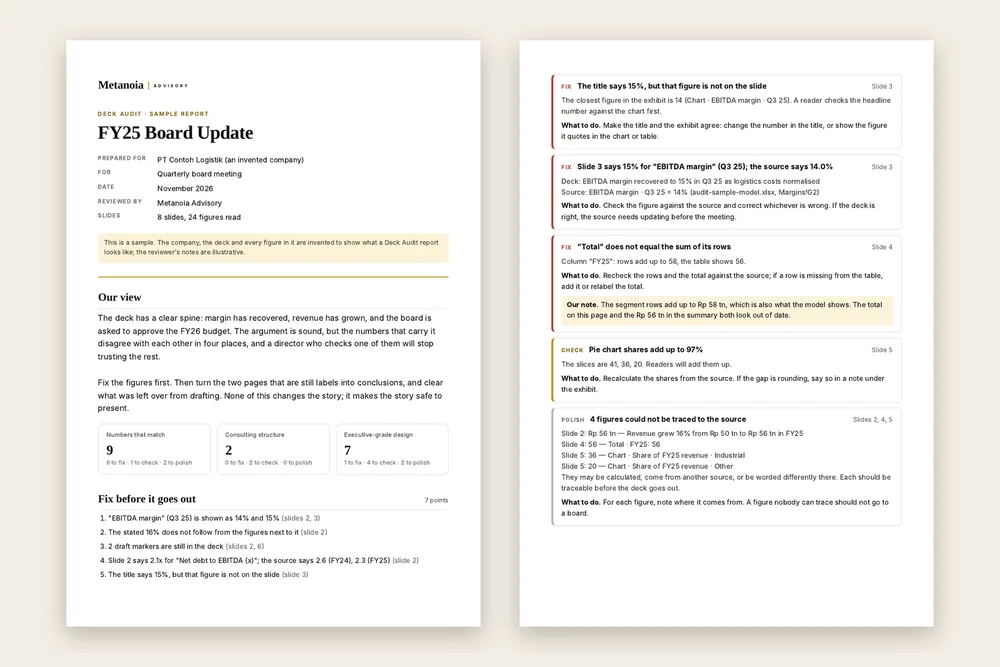 Metanoia | ADVISORY
DECK AUDIT · SAMPLE REPORT
FY25 Board Update
PREPARED FOR PT Contoh Logistik (an invented company)
FOR Quarterly board meeting
DATE November 2026
REVIEWED BY Metanoia Advisory
SLIDES 8 slides, 24 figures read
This is a sample. The company, the deck and every figure in it are invented to show what a Deck Audit report
looks like; the reviewer's notes are illustrative.
Our view
The deck has a clear spine: margin has recovered, revenue has grown, and the board is
asked to approve the FY26 budget. The argument is sound, but the numbers that carry it
disagree with each other in four places, and a director who checks one of them will stop
trusting the rest.
Fix the figures first. Then turn the two pages that are still labels into conclusions, and clear
what was left over from drafting. None of this changes the story; it makes the story safe to
present.
Numbers that match
9
6 to fix · 1 to check · 2 to polish
Consulting structure
2
0 to fix · 2 to check · 0 to polish
Executive-grade design
7
1 to fix · 4 to check · 2 to polish
Fix before it goes out 7 points
1. "EBITDA margin" (Q3 25) is shown as 14% and 15% (slides 2, 3)
2. The stated 16% does not follow from the figures next to it (slide 2)
3. 2 draft markers are still in the deck (slides 2, 6)
4. Slide 2 says 2.1x for "Net debt to EBITDA (x)"; the source says 2.6 (FY24), 2.3 (FY25) (slide 2)
5. The title says 15%, but that figure is not on the slide (slide 3)
FIX The title says 15%, but that figure is not on the slide Slide 3
The closest figure in the exhibit is 14 (Chart · EBITDA margin · Q3 25). A reader checks the headline
number against the chart first.
What to do. Make the title and the exhibit agree: change the number in the title, or show the figure
it quotes in the chart or table.
FIX Slide 3 says 15% for "EBITDA margin" (Q3 25); the source says 14.0% Slide 3
Deck: EBITDA margin recovered to 15% in Q3 25 as logistics costs normalised
Source: EBITDA margin · Q3 25 = 14% (audit-sample-model.xlsx, Margins!G2)
What to do. Check the figure against the source and correct whichever is wrong. If the deck is
right, the source needs updating before the meeting.
FIX "Total" does not equal the sum of its rows Slide 4
Column "FY25": rows add up to 58, the table shows 56.
What to do. Recheck the rows and the total against the source; if a row is missing from the table,
add it or relabel the total.
Our note. The segment rows add up to Rp 58 tn, which is also what the model shows. The total
on this page and the Rp 56 tn in the summary both look out of date.
CHECK Pie chart shares add up to 97% Slide 5
The slices are 41, 36, 20. Readers will add them up.
What to do. Recalculate the shares from the source. If the gap is rounding, say so in a note under
the exhibit.
POLISH 4 figures could not be traced to the source Slides 2, 4, 5
Slide 2: Rp 56 tn — Revenue grew 16% from Rp 50 tn to Rp 56 tn in FY25
Slide 4: 56 — Total · FY25: 56
Slide 5: 36 — Chart · Share of FY25 revenue · Industrial
Slide 5: 20 — Chart · Share of FY25 revenue · Other
They may be calculated, come from another source, or be worded differently there. Each should be
traceable before the deck goes out.
What to do. For each figure, note where it comes from. A figure nobody can trace should not go to
a board.